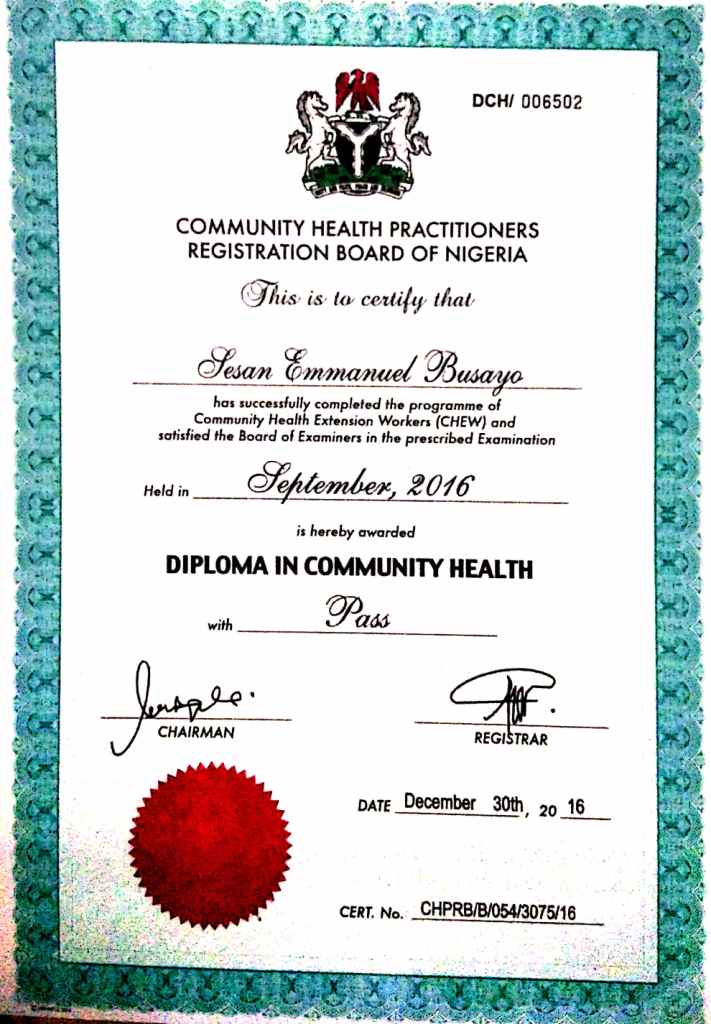 DCH/ 006502
COMMUNITY HEALTH PRACTITIONERS
REGISTRATION BOARD OF NIGERIA
This is to certify that
Sesan Emmanuel Busayo
has successfully completed the programme of
Community Health Extension Workers (CHEW) and
satisfied the Board of Examiners in the prescribed Examination
Held in September, 2016
is hereby awarded
DIPLOMA IN COMMUNITY HEALTH
with Pass
CHAIRMAN
REGISTRAR
DATE December 30th, 20 16
CERT. No. CHPRB/B/054/3075/16